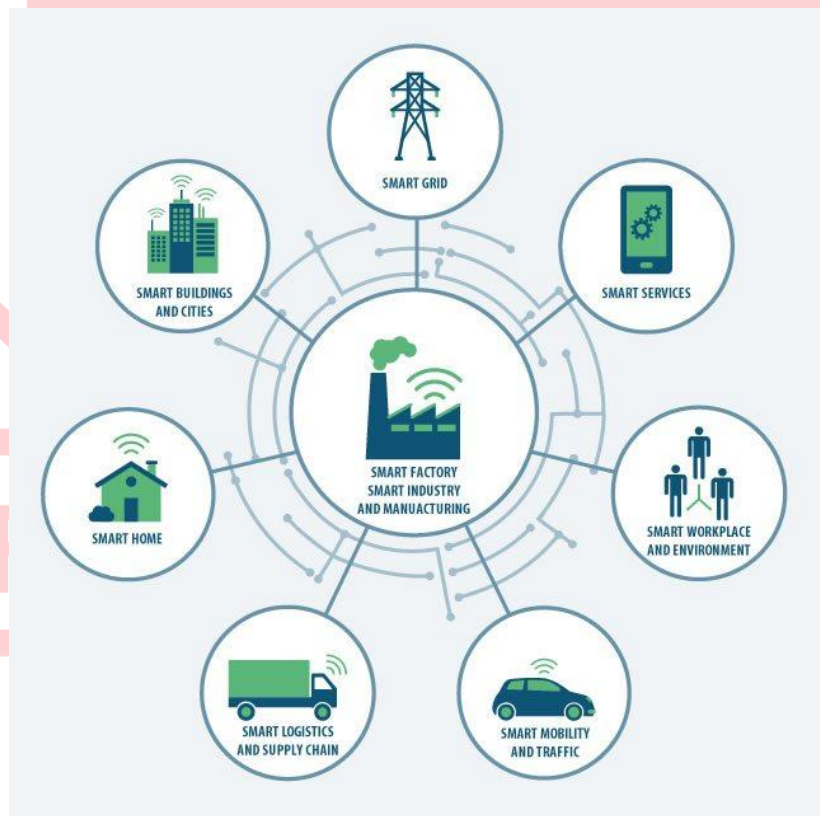 SMART GRID
SMART BUILDINGS
AND CITIES
SMART SERVICES
SMART FACTORY
SMART INDUSTRY
AND MANUACTURING
SMART HOME
SMART WORKPLACE
AND ENVIRONMENT
SMART LOGISTICS
AND SUPPLY CHAIN
SMART MOBILITY
AND TRAFFIC